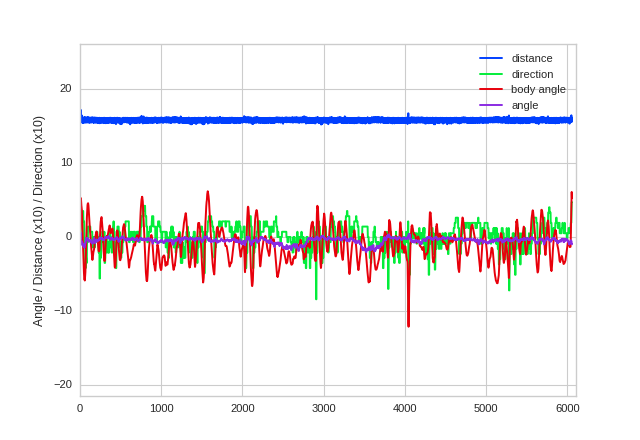 distance
direction
body angle
angle
Angle / Distance (x10) / Direction (x10)
20
10
0
−10
−20
0 1000 2000 3000 4000 5000 6000